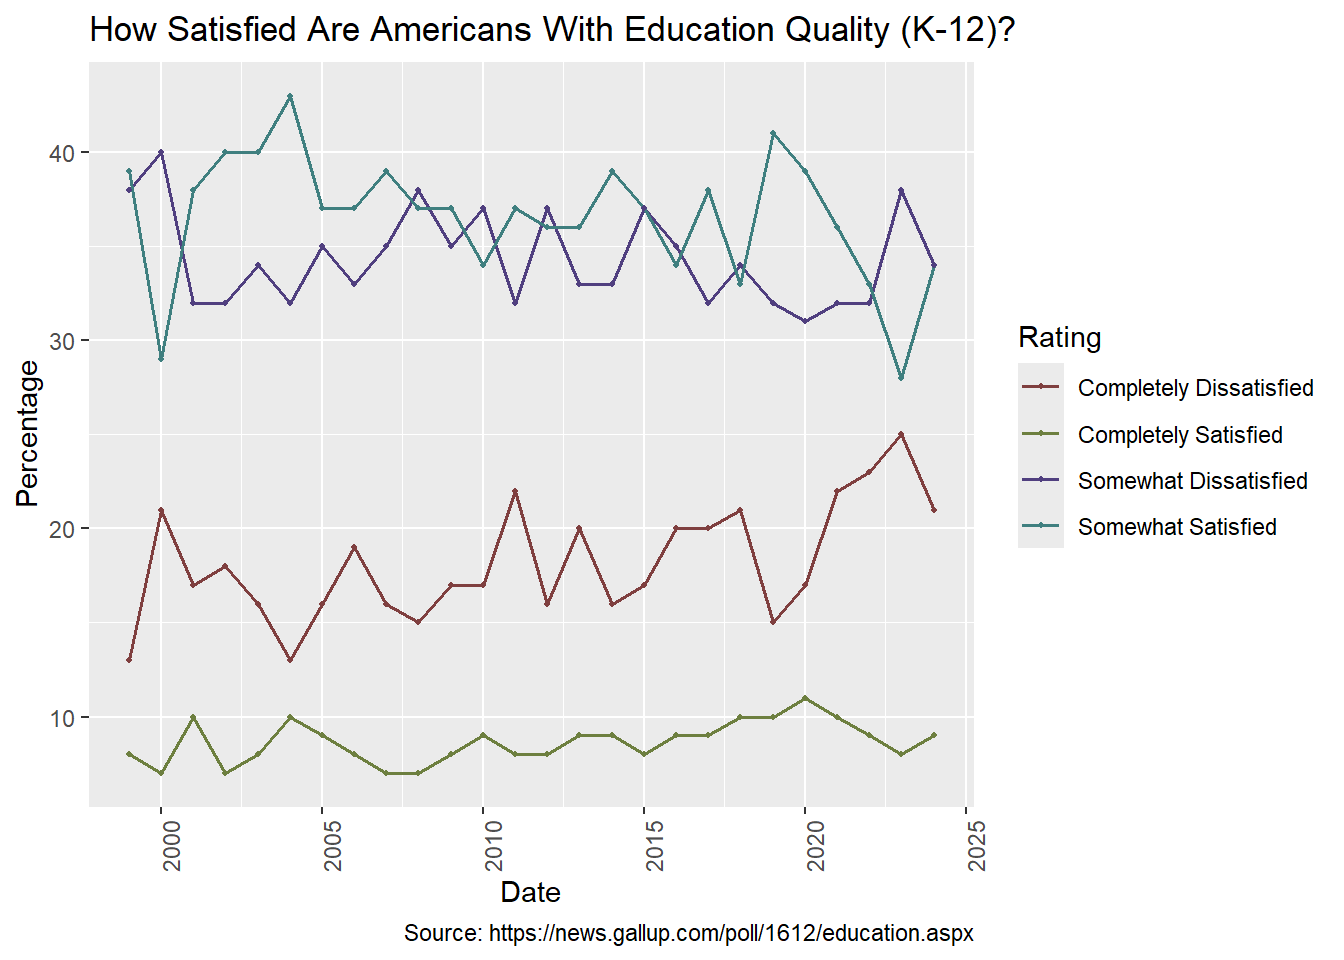 How Satisfied Are Americans With Education Quality (K-12)?
Percentage
40
30
20
10
2000
2005
2010
2015
2020
2025
Date
Rating
Completely Dissatisfied
Completely Satisfied
Somewhat Dissatisfied
Somewhat Satisfied
Source: https://news.gallup.com/poll/1612/education.aspx